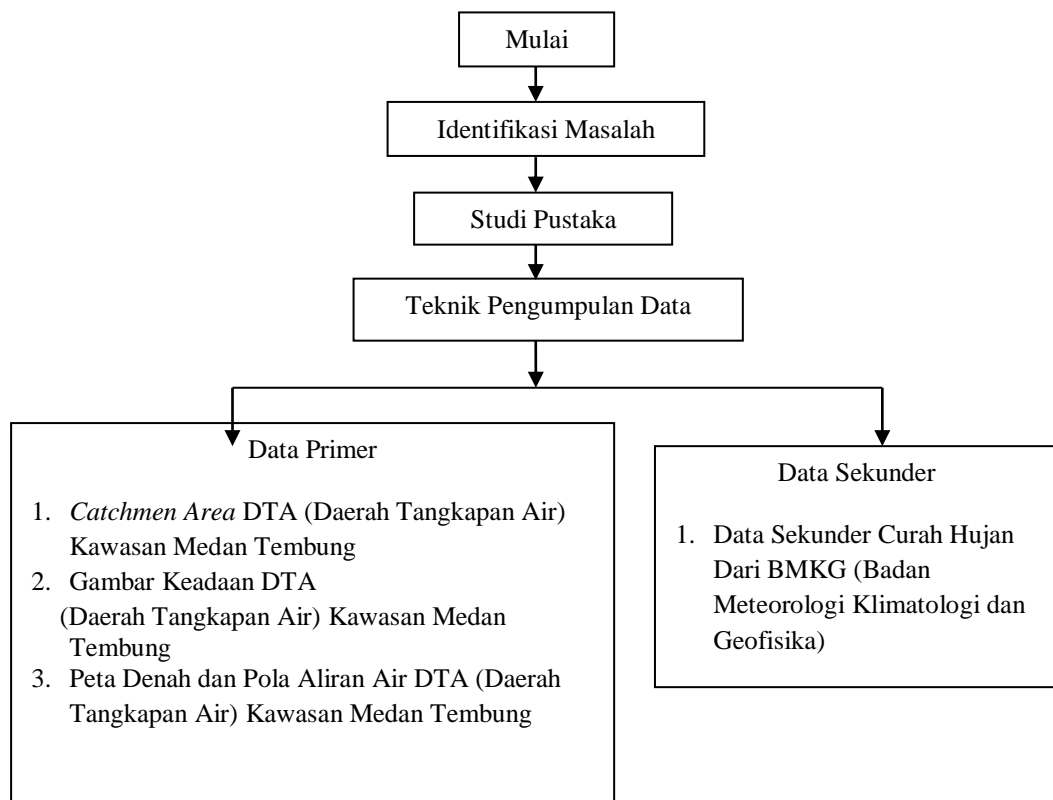 Mulai
Identifikasi Masalah
Studi Pustaka
Teknik Pengumpulan Data
Data Primer
1. Catchmen Area DTA (Daerah Tangkapan Air)
Kawasan Medan Tembung
2. Gambar Keadaan DTA
(Daerah Tangkapan Air) Kawasan Medan
Tembung
3. Peta Denah dan Pola Aliran Air DTA (Daerah
Tangkapan Air) Kawasan Medan Tembung
Data Sekunder
1. Data Sekunder Curah Hujan
Dari BMKG (Badan
Meteorologi Klimatologi dan
Geofisika)